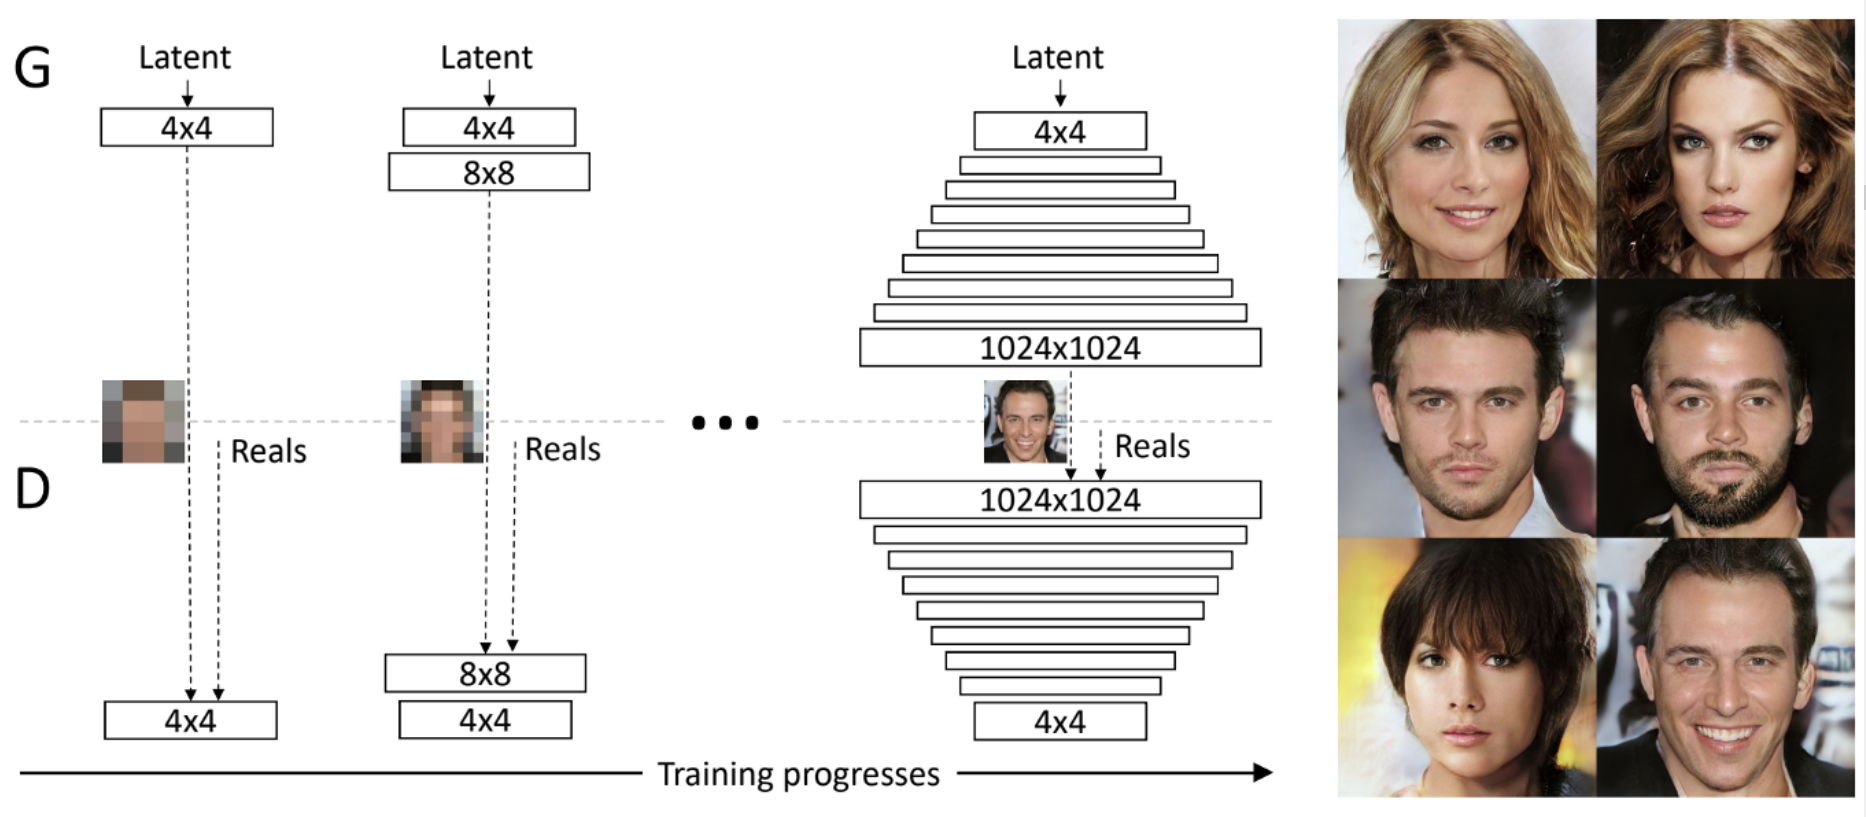 G
Latent
4x4
Latent
4x4
8x8
Latent
4x4
1024x1024
Reals
Reals
Reals
D
4x4
8x8
4x4
1024x1024
4x4
Training progresses